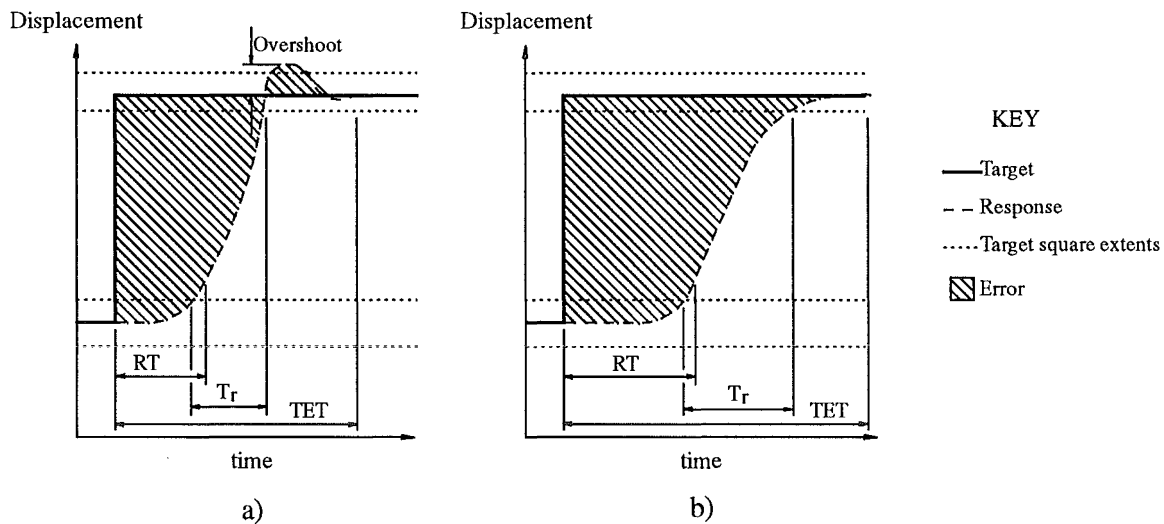 Displacement
Overshoot
RT
Tr
TET
time
a)
Displacement
RT
Tr
TET
time
b)
KEY
Target
Response
Target square extents
Error